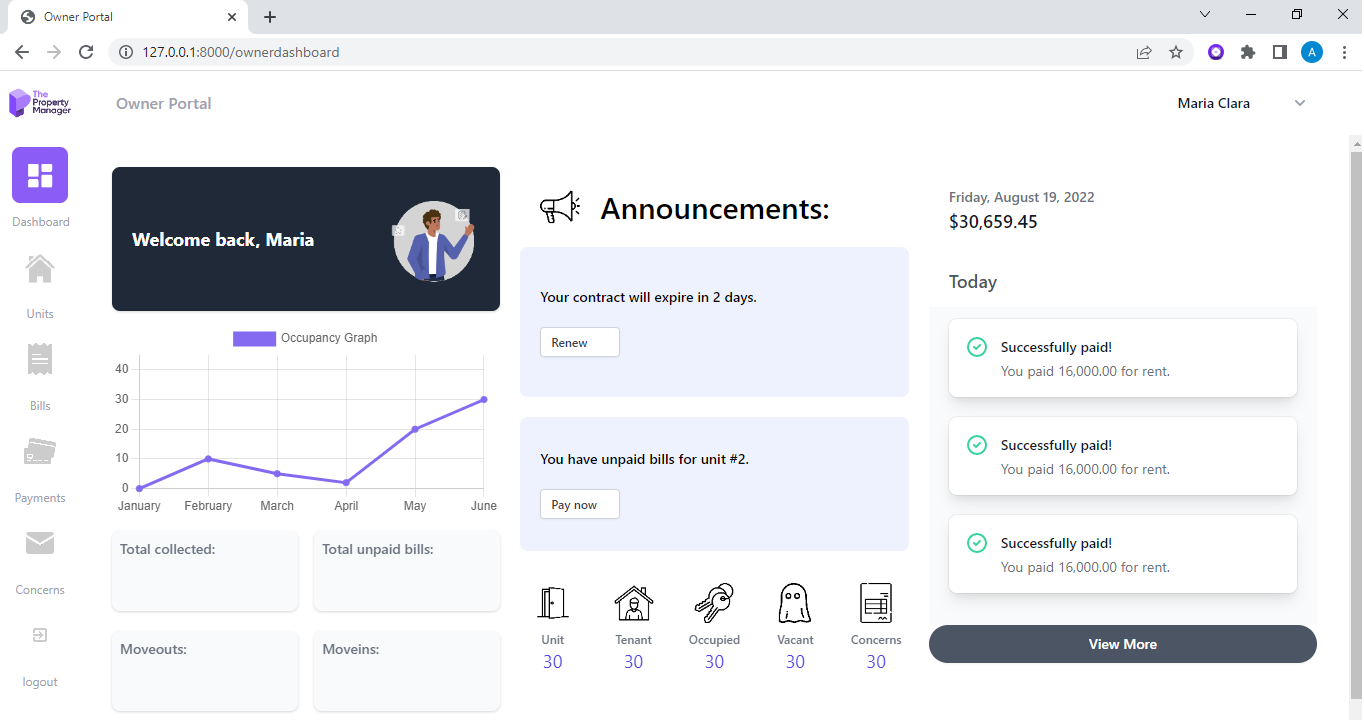 Owner Portal
127.0.0.1:8000/ownerdashboard
A
The
Property
Manager
Owner Portal
Maria Clara
Dashboard
Units
Bills
Payments
Concerns
logout
Welcome back, Maria
Occupancy Graph
40
30
20
10
0
January February March April May June
Total collected:
Total unpaid bills:
Moveouts:
Moveins:
Announcements:
Your contract will expire in 2 days.
Renew
You have unpaid bills for unit #2.
Pay now
Unit Tenant Occupied Vacant Concerns
30 30 30 30 30
Friday, August 19, 2022
$30,659.45
Today
Successfully paid!
You paid 16,000.00 for rent.
Successfully paid!
You paid 16,000.00 for rent.
Successfully paid!
You paid 16,000.00 for rent.
View More